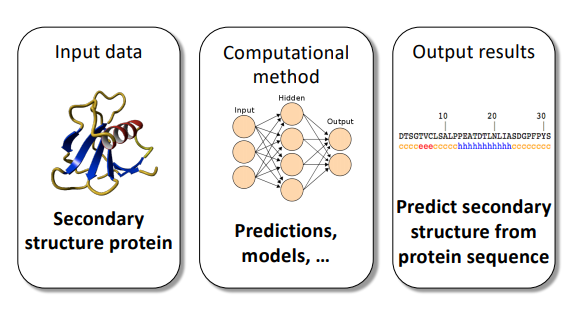 Input data
Secondary
structure protein
Computational
method
Input
Hidden
Output
Predictions,
models, ...
Output results
10 20 30
DTSGTVCLSALPPEATDTLNLIASDGPFPYS
cccceeeccccchhhhhhhhhhhcccccccc
Predict secondary
structure from
protein sequence